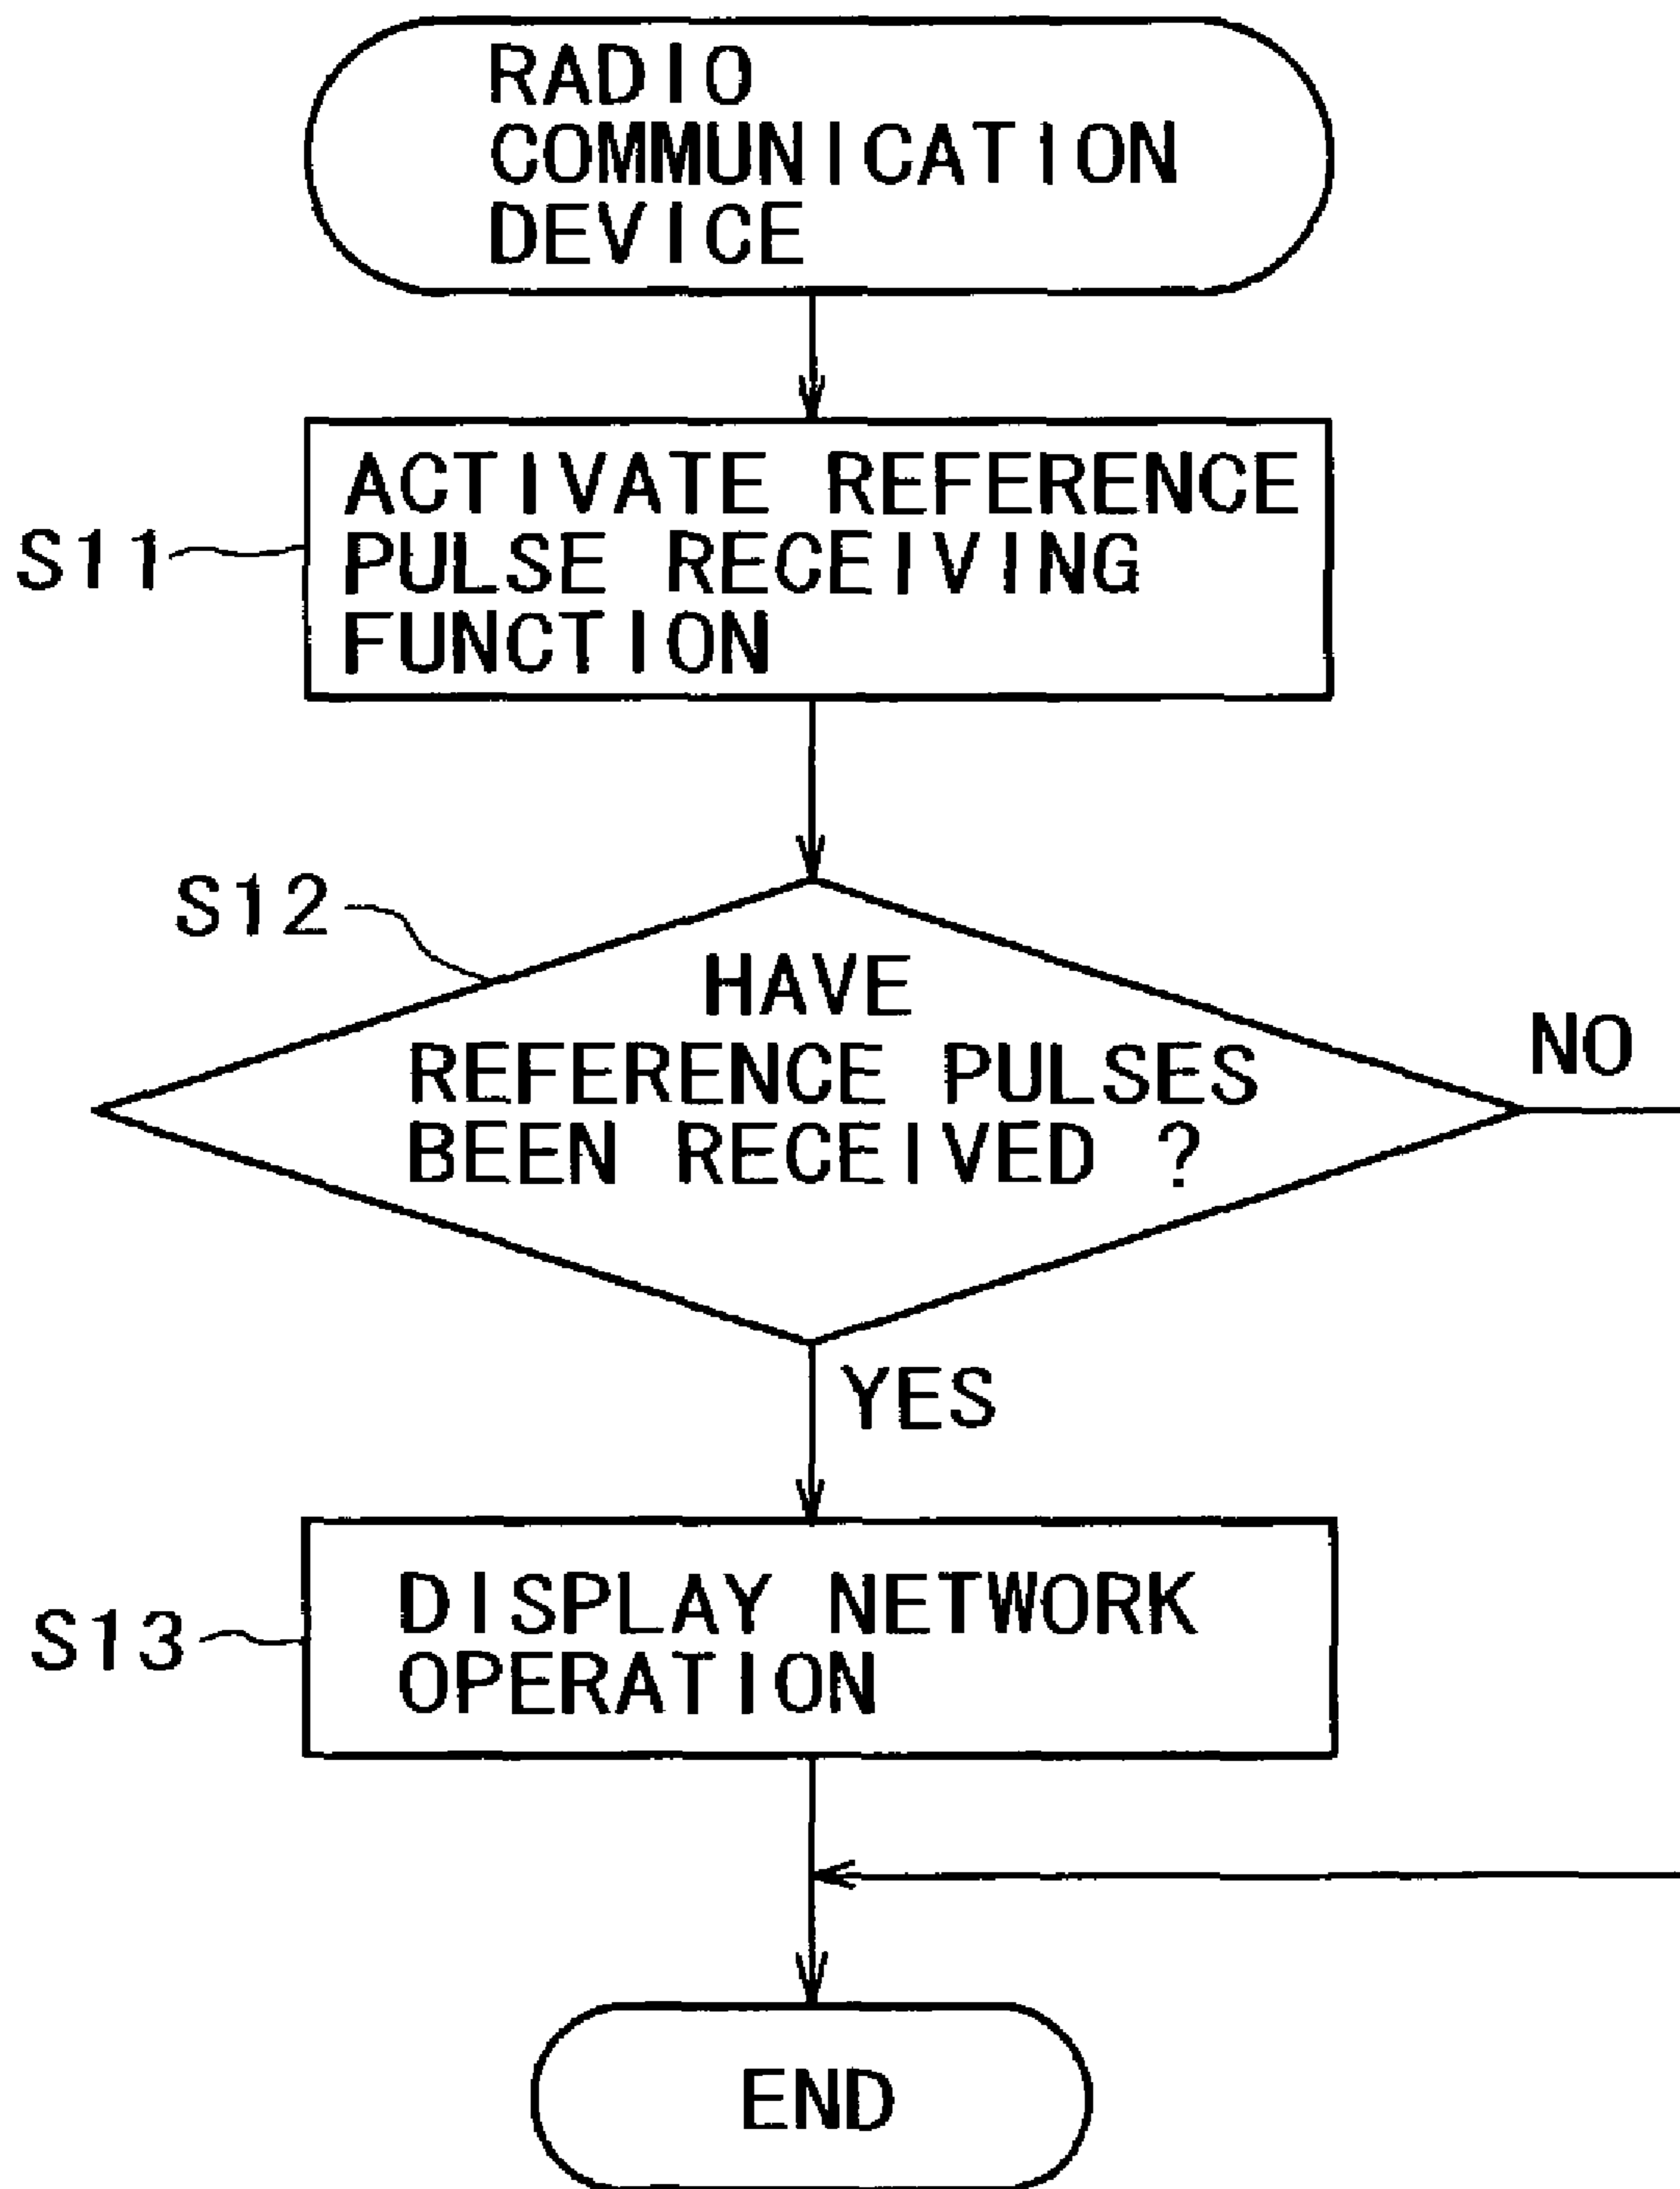 RADIO
COMMUNICATION
DEVICE
ACTIVATE REFERENCE
PULSE RECEIVING
FUNCTION
S11
S12
HAVE
REFERENCE PULSES
BEEN RECEIVED ?
NO
YES
DISPLAY NETWORK
OPERATION
S13
END